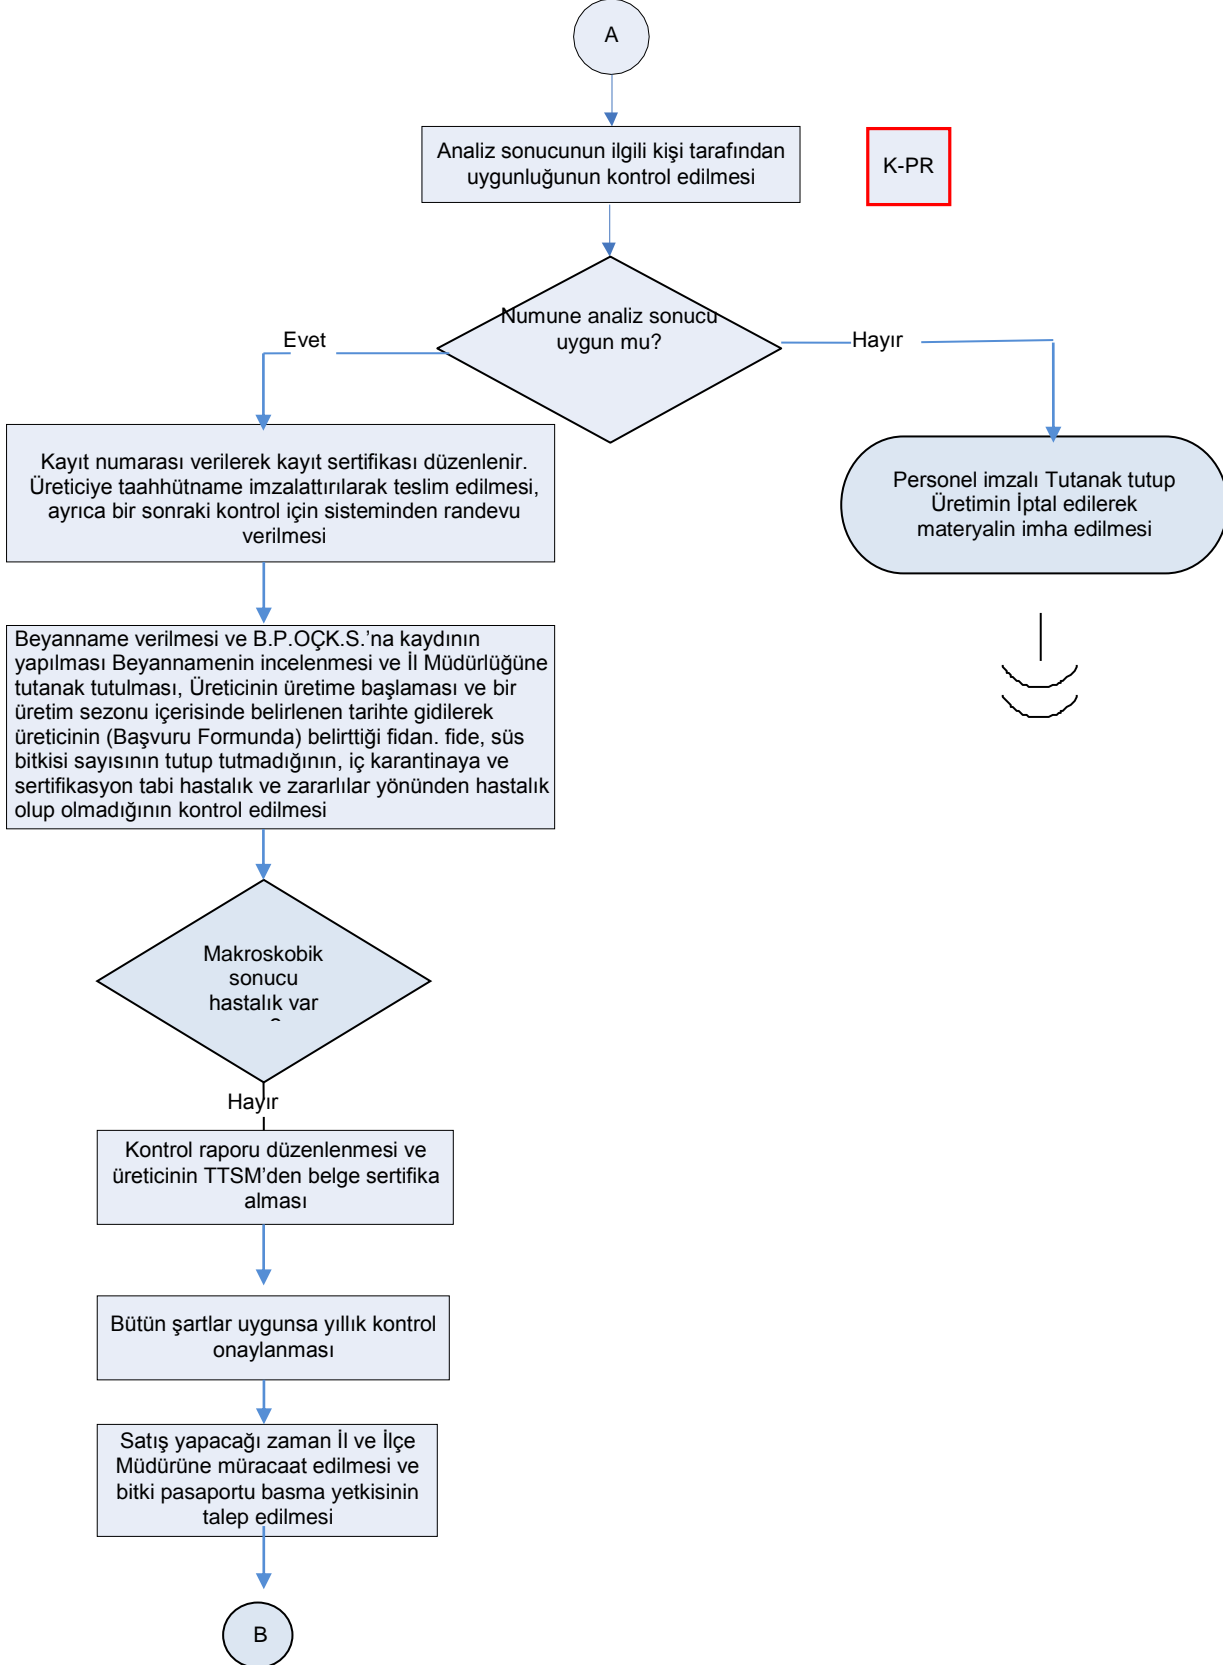 A
Analiz sonucunun ilgili kişi tarafından
uygunluğunun kontrol edilmesi
K-PR
Numune analiz sonucu
uygun mu?
Evet
Hayır
Kayıt numarası verilerek kayıt sertifikası düzenlenir.
Üreticiye taahhütname imzalattırılarak teslim edilmesi,
ayrıca bir sonraki kontrol için sisteminden randevu
verilmesi
Personel imzalı Tutanak tutup
Üretimin İptal edilerek
materyalin imha edilmesi
Beyanname verilmesi ve B.P.OÇK.S.’na kaydının
yapılması Beyannamenin incelenmesi ve İl Müdürlüğüne
tutanak tutulması, Üreticinin üretime başlaması ve bir
üretim sezonu içerisinde belirlenen tarihte gidilerek
üreticinin (Başvuru Formunda) belirttiği fidan. fide, süs
bitkisi sayısının tutup tutmadığının, iç karantinaya ve
sertifikasyon tabi hastalık ve zararlılar yönünden hastalık
olup olmadığının kontrol edilmesi
Makroskobik
sonucu
hastalık var
Hayır
Kontrol raporu düzenlenmesi ve
üreticinin TTSM’den belge sertifika
alması
Bütün şartlar uygunsa yıllık kontrol
onaylanması
Satış yapacağı zaman İl ve İlçe
Müdürüne müracaat edilmesi ve
bitki pasaportu basma yetkisinin
talep edilmesi
B